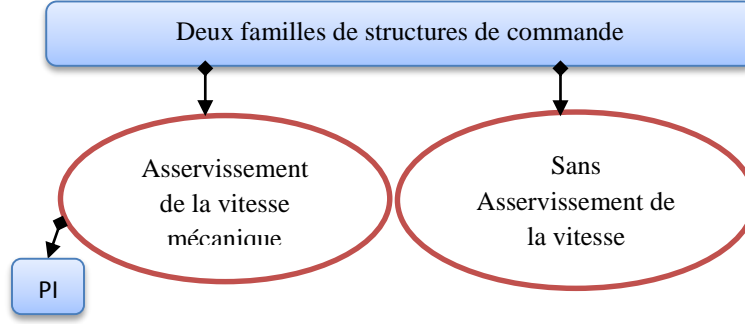 Deux familles de structures de commande
Asservissement
de la vitesse
mécanique
Sans
Asservissement de
la vitesse
PI